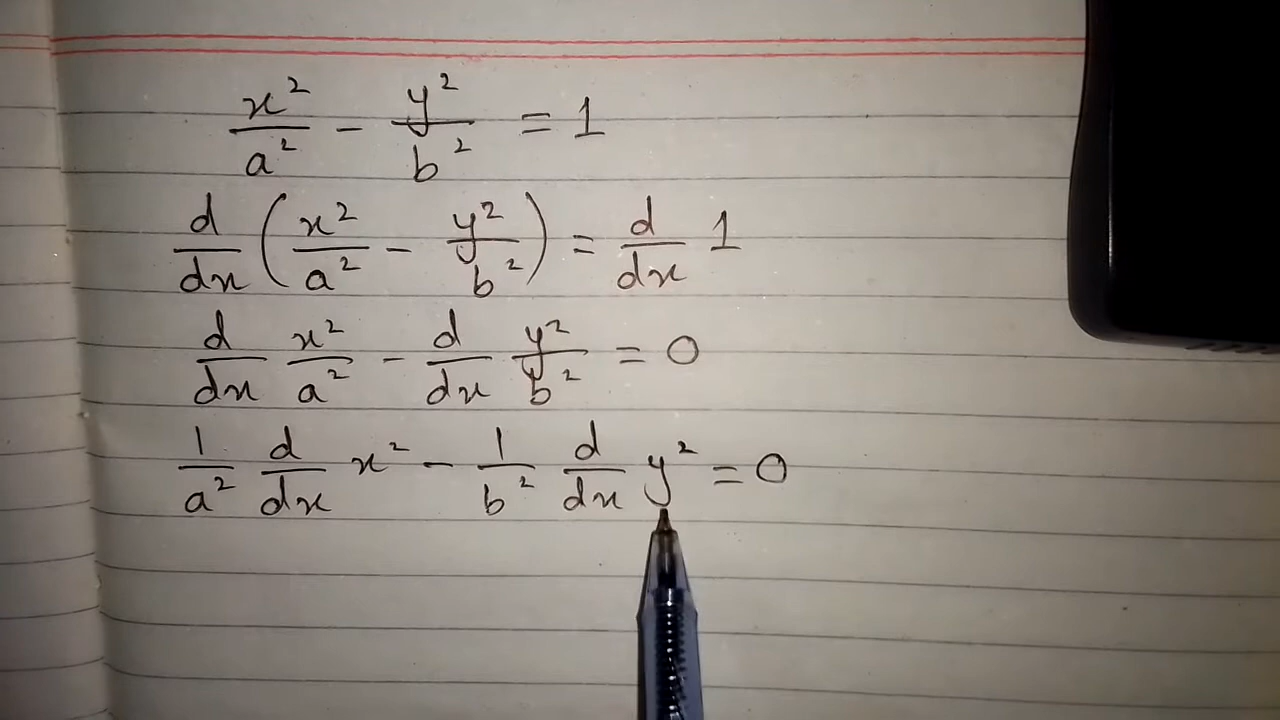 x²/a² - y²/b² = 1
d/dx (x²/a² - y²/b²) = d/dx 1
d/dx x²/a² - d/dx y²/b² = 0
1/a² d/dx x² - 1/b² d/dx y² = 0